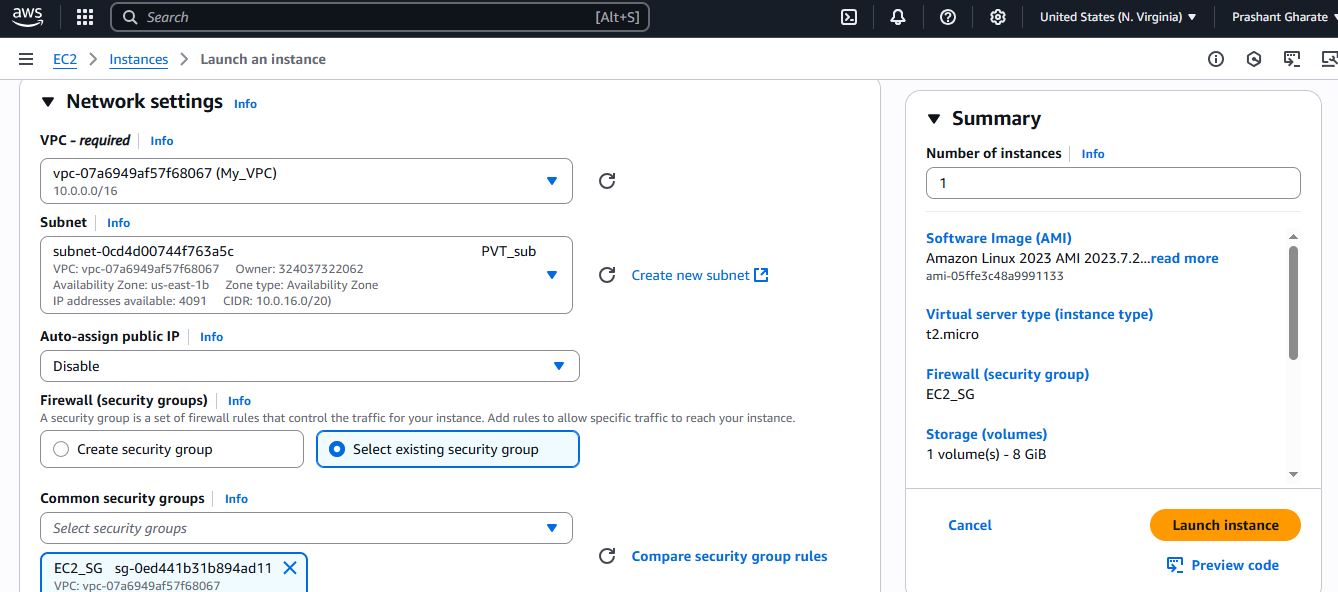 aws Search [Alt+S] United States (N. Virginia) Prashant Gharate
EC2 Instances Launch an instance
Network settings Info
VPC - required Info
vpc-07a6949af57f68067 (My_VPC)
10.0.0.0/16
Subnet Info
subnet-0cd4d00744f763a5c PVT_sub
VPC: vpc-07a6949af57f68067 Owner: 324037322062
Availability Zone: us-east-1b Zone type: Availability Zone
IP addresses available: 4091 CIDR: 10.0.16.0/20)
Create new subnet
Auto-assign public IP Info
Disable
Firewall (security groups) Info
A security group is a set of firewall rules that control the traffic for your instance. Add rules to allow specific traffic to reach your instance.
Create security group Select existing security group
Common security groups Info
Select security groups
EC2_SG sg-0ed441b31b894ad11
VPC: vpc-07a6949af57f68067
Compare security group rules
Summary
Number of instances Info
1
Software Image (AMI)
Amazon Linux 2023 AMI 2023.7.2...read more
ami-05ffe3c48a9991133
Virtual server type (instance type)
t2.micro
Firewall (security group)
EC2_SG
Storage (volumes)
1 volume(s) - 8 GiB
Cancel Launch instance
Preview code